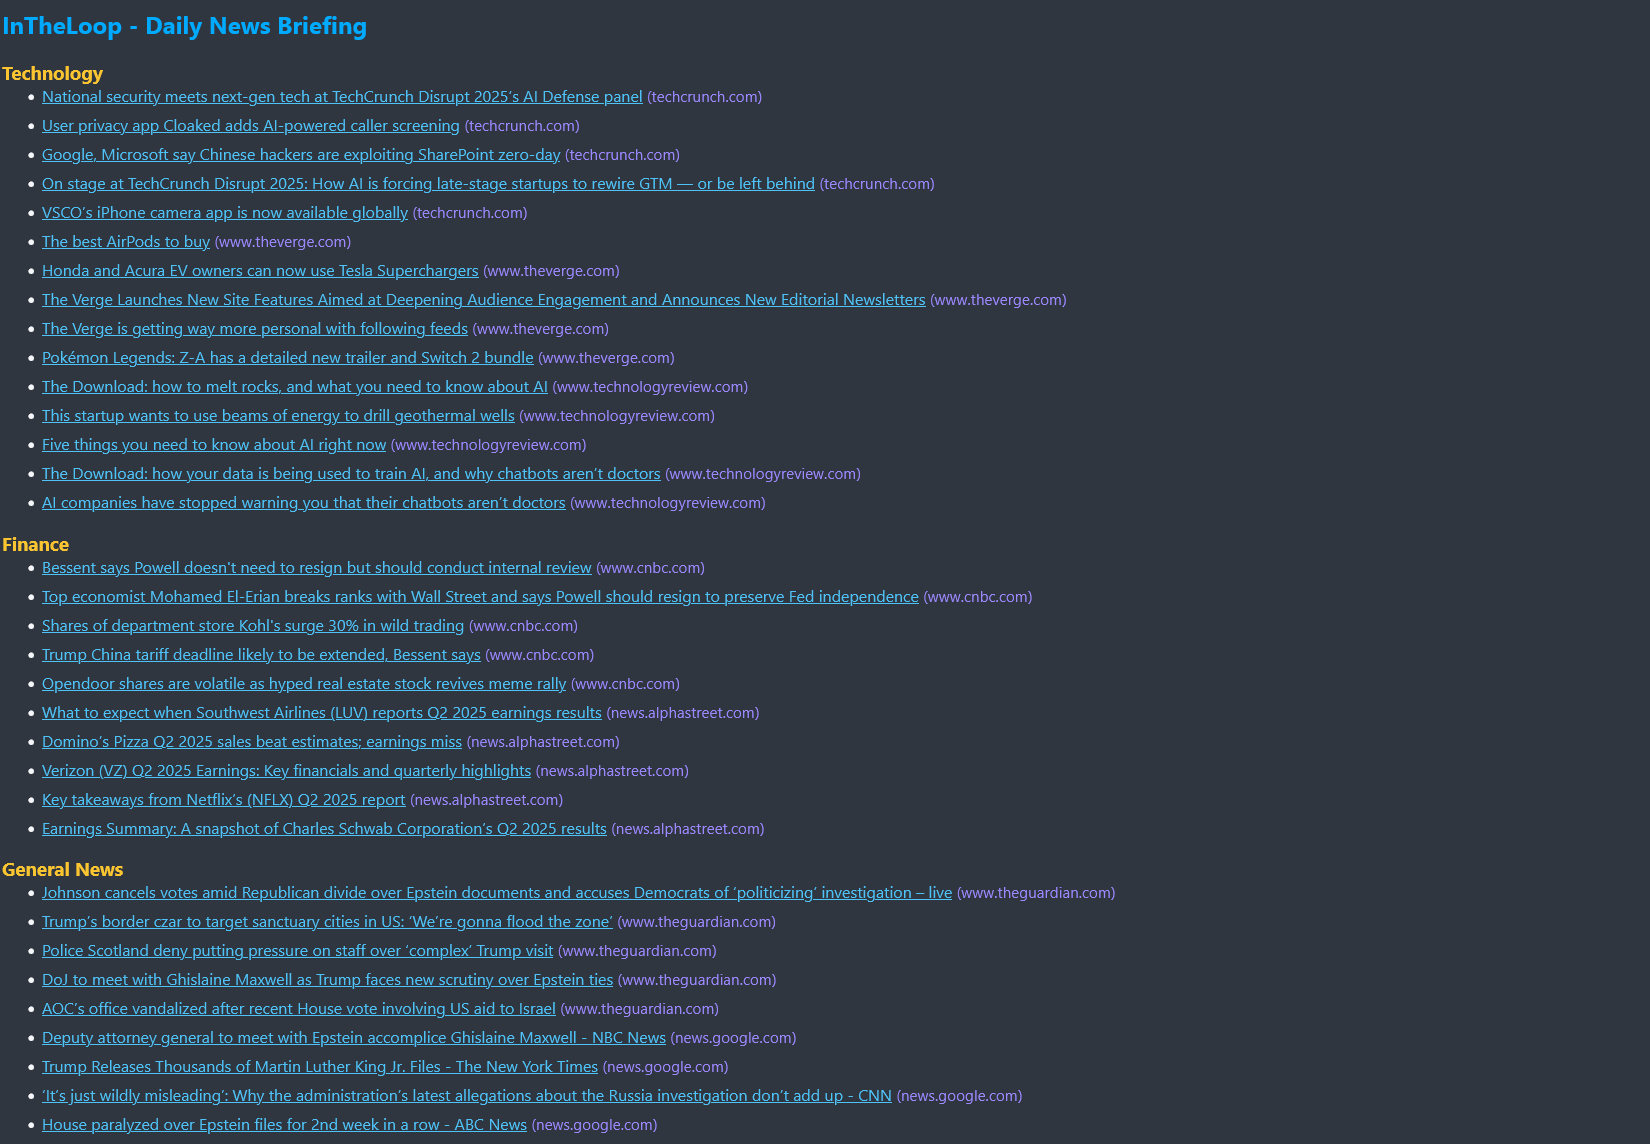 InTheLoop - Daily News Briefing
Technology
• National security meets next-gen tech at TechCrunch Disrupt 2025’s AI Defense panel (techcrunch.com)
• User privacy app Cloaked adds AI-powered caller screening (techcrunch.com)
• Google, Microsoft say Chinese hackers are exploiting SharePoint zero-day (techcrunch.com)
• On stage at TechCrunch Disrupt 2025: How AI is forcing late-stage startups to rewire GTM — or be left behind (techcrunch.com)
• VSCO’s iPhone camera app is now available globally (techcrunch.com)
• The best AirPods to buy (www.theverge.com)
• Honda and Acura EV owners can now use Tesla Superchargers (www.theverge.com)
• The Verge Launches New Site Features Aimed at Deepening Audience Engagement and Announces New Editorial Newsletters (www.theverge.com)
• The Verge is getting way more personal with following feeds (www.theverge.com)
• Pokémon Legends: Z-A has a detailed new trailer and Switch 2 bundle (www.theverge.com)
• The Download: how to melt rocks, and what you need to know about AI (www.technologyreview.com)
• This startup wants to use beams of energy to drill geothermal wells (www.technologyreview.com)
• Five things you need to know about AI right now (www.technologyreview.com)
• The Download: how your data is being used to train AI, and why chatbots aren’t doctors (www.technologyreview.com)
• AI companies have stopped warning you that their chatbots aren’t doctors (www.technologyreview.com)
Finance
• Bessent says Powell doesn't need to resign but should conduct internal review (www.cnbc.com)
• Top economist Mohamed El-Erian breaks ranks with Wall Street and says Powell should resign to preserve Fed independence (www.cnbc.com)
• Shares of department store Kohl's surge 30% in wild trading (www.cnbc.com)
• Trump China tariff deadline likely to be extended, Bessent says (www.cnbc.com)
• Opendoor shares are volatile as hyped real estate stock revives meme rally (www.cnbc.com)
• What to expect when Southwest Airlines (LUV) reports Q2 2025 earnings results (news.alphastreet.com)
• Domino’s Pizza Q2 2025 sales beat estimates; earnings miss (news.alphastreet.com)
• Verizon (VZ) Q2 2025 Earnings: Key financials and quarterly highlights (news.alphastreet.com)
• Key takeaways from Netflix’s (NFLX) Q2 2025 report (news.alphastreet.com)
• Earnings Summary: A snapshot of Charles Schwab Corporation’s Q2 2025 results (news.alphastreet.com)
General News
• Johnson cancels votes amid Republican divide over Epstein documents and accuses Democrats of ‘politicizing’ investigation – live (www.theguardian.com)
• Trump’s border czar to target sanctuary cities in US: ‘We’re gonna flood the zone’ (www.theguardian.com)
• Police Scotland deny putting pressure on staff over ‘complex’ Trump visit (www.theguardian.com)
• DoJ to meet with Ghislaine Maxwell as Trump faces new scrutiny over Epstein ties (www.theguardian.com)
• AOC’s office vandalized after recent House vote involving US aid to Israel (www.theguardian.com)
• Deputy attorney general to meet with Epstein accomplice Ghislaine Maxwell - NBC News (news.google.com)
• Trump Releases Thousands of Martin Luther King Jr. Files - The New York Times (news.google.com)
• ‘It’s just wildly misleading’: Why the administration’s latest allegations about the Russia investigation don’t add up - CNN (news.google.com)
• House paralyzed over Epstein files for 2nd week in a row - ABC News (news.google.com)